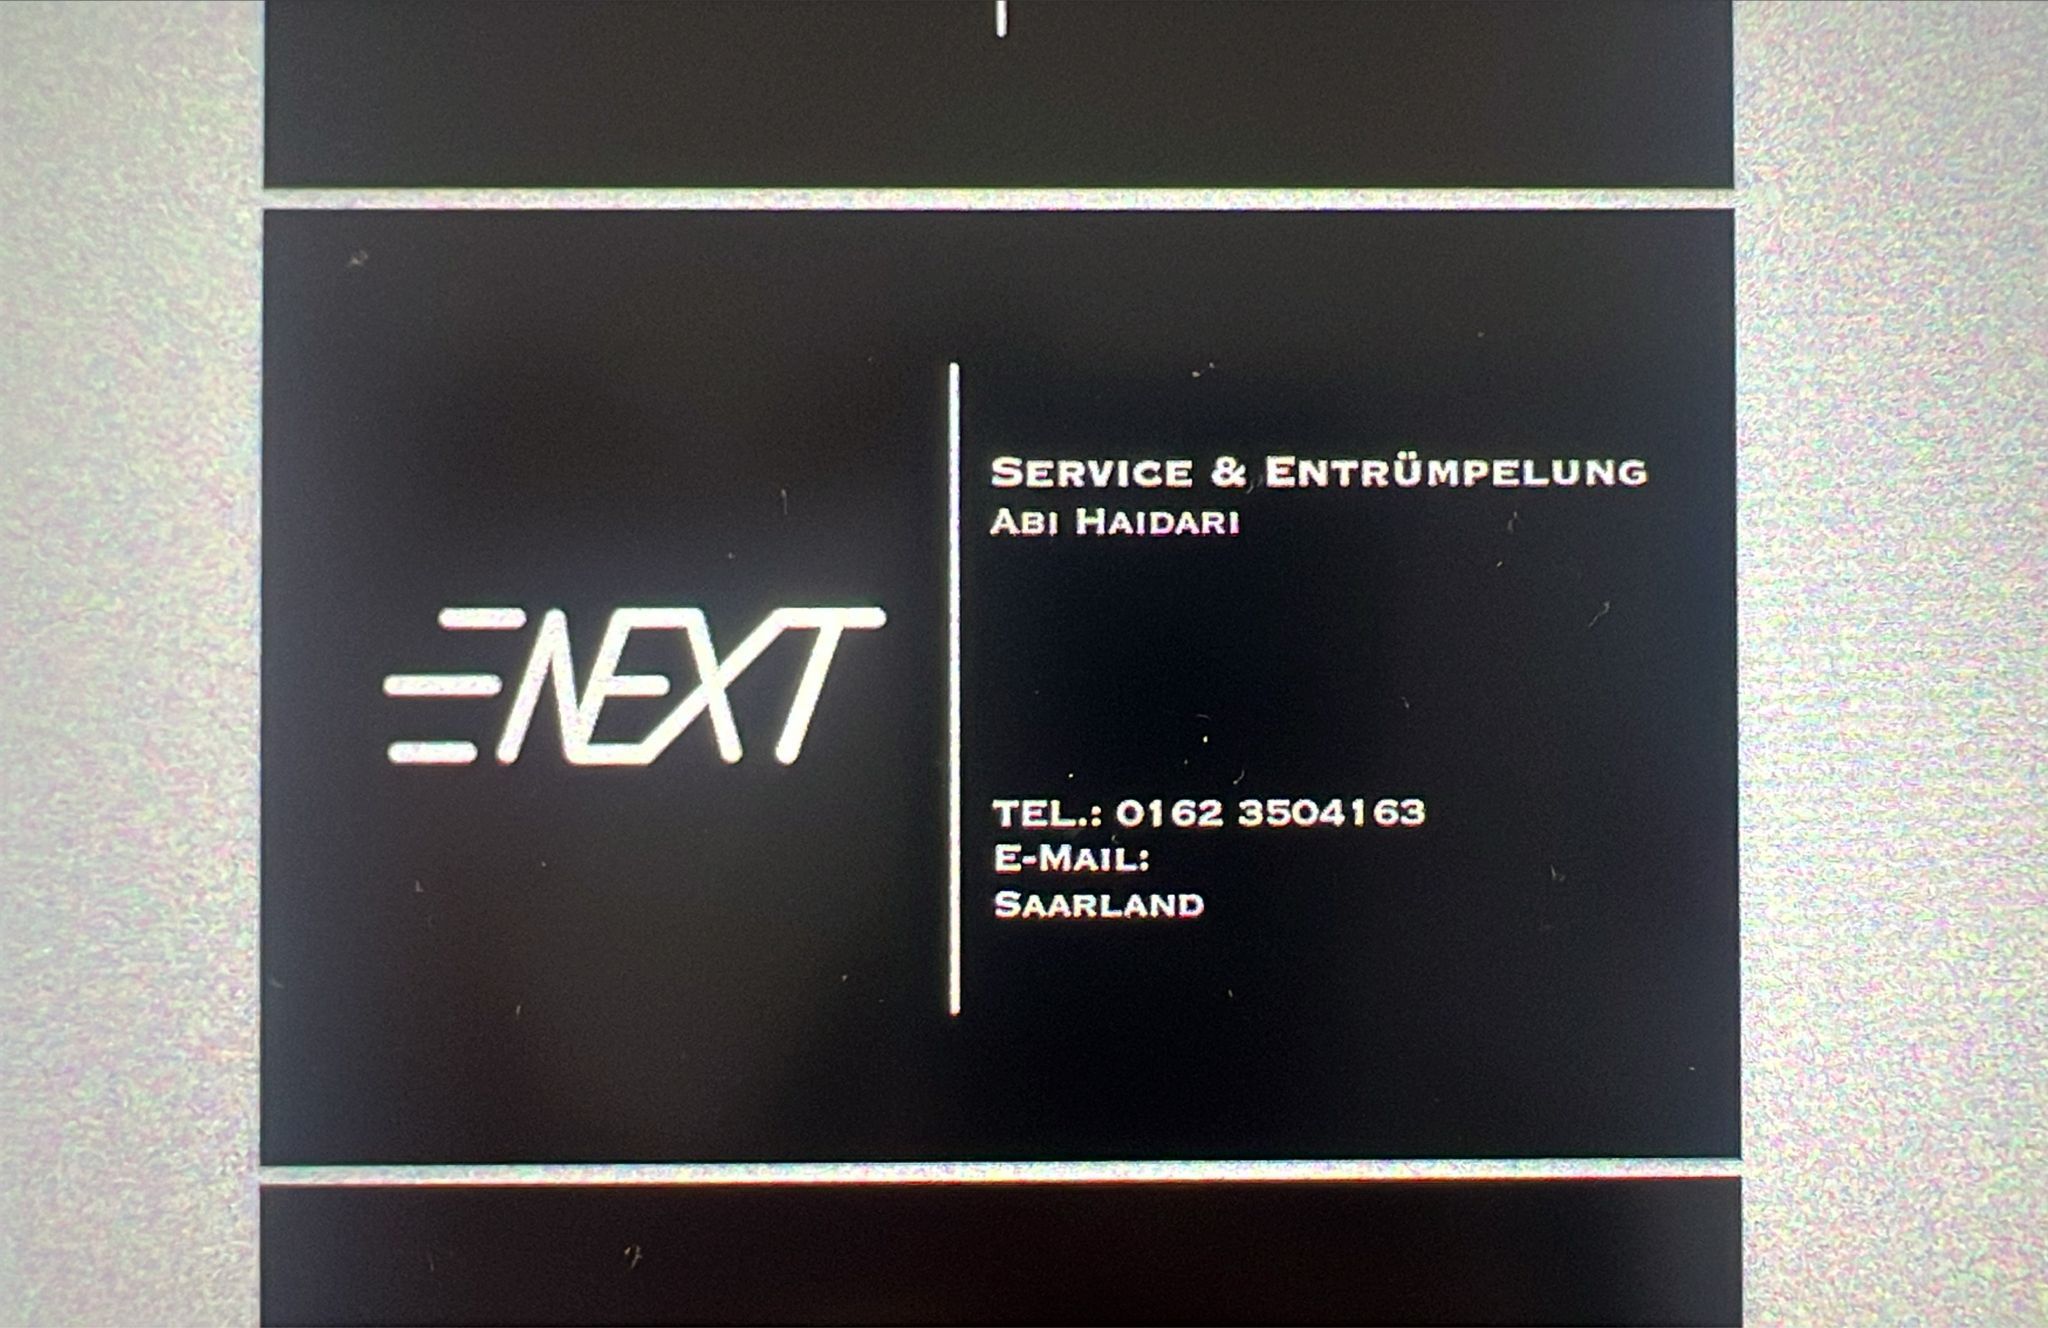 NEXT
SERVICE & ENTRÜMPELUNG
ABI HAIDARI
TEL.: 0162 3504163
E-MAIL:
SAARLAND